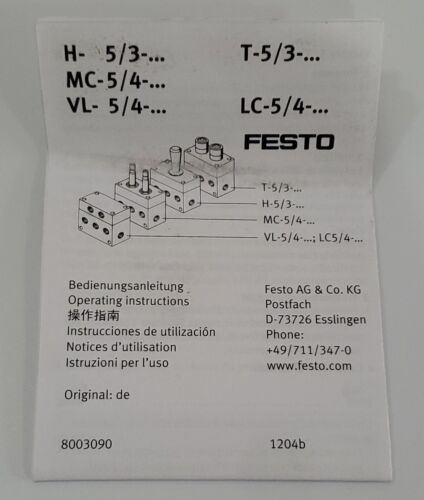 H- 5/3-... T-5/3-...
MC-5/4-...
VL- 5/4-... LC-5/4-...
FESTO
T-5/3-...
H-5/3-...
MC-5/4-...
VL-5/4-...; LC5/4-...
Bedienungsanleitung
Operating instructions
操作指南
Instrucciones de utilización
Notices d'utilisation
Istruzioni per l'uso
Festo AG & Co. KG
Postfach
D-73726 Esslingen
Phone:
+49/711/347-0
www.festo.com
Original: de
8003090 1204b